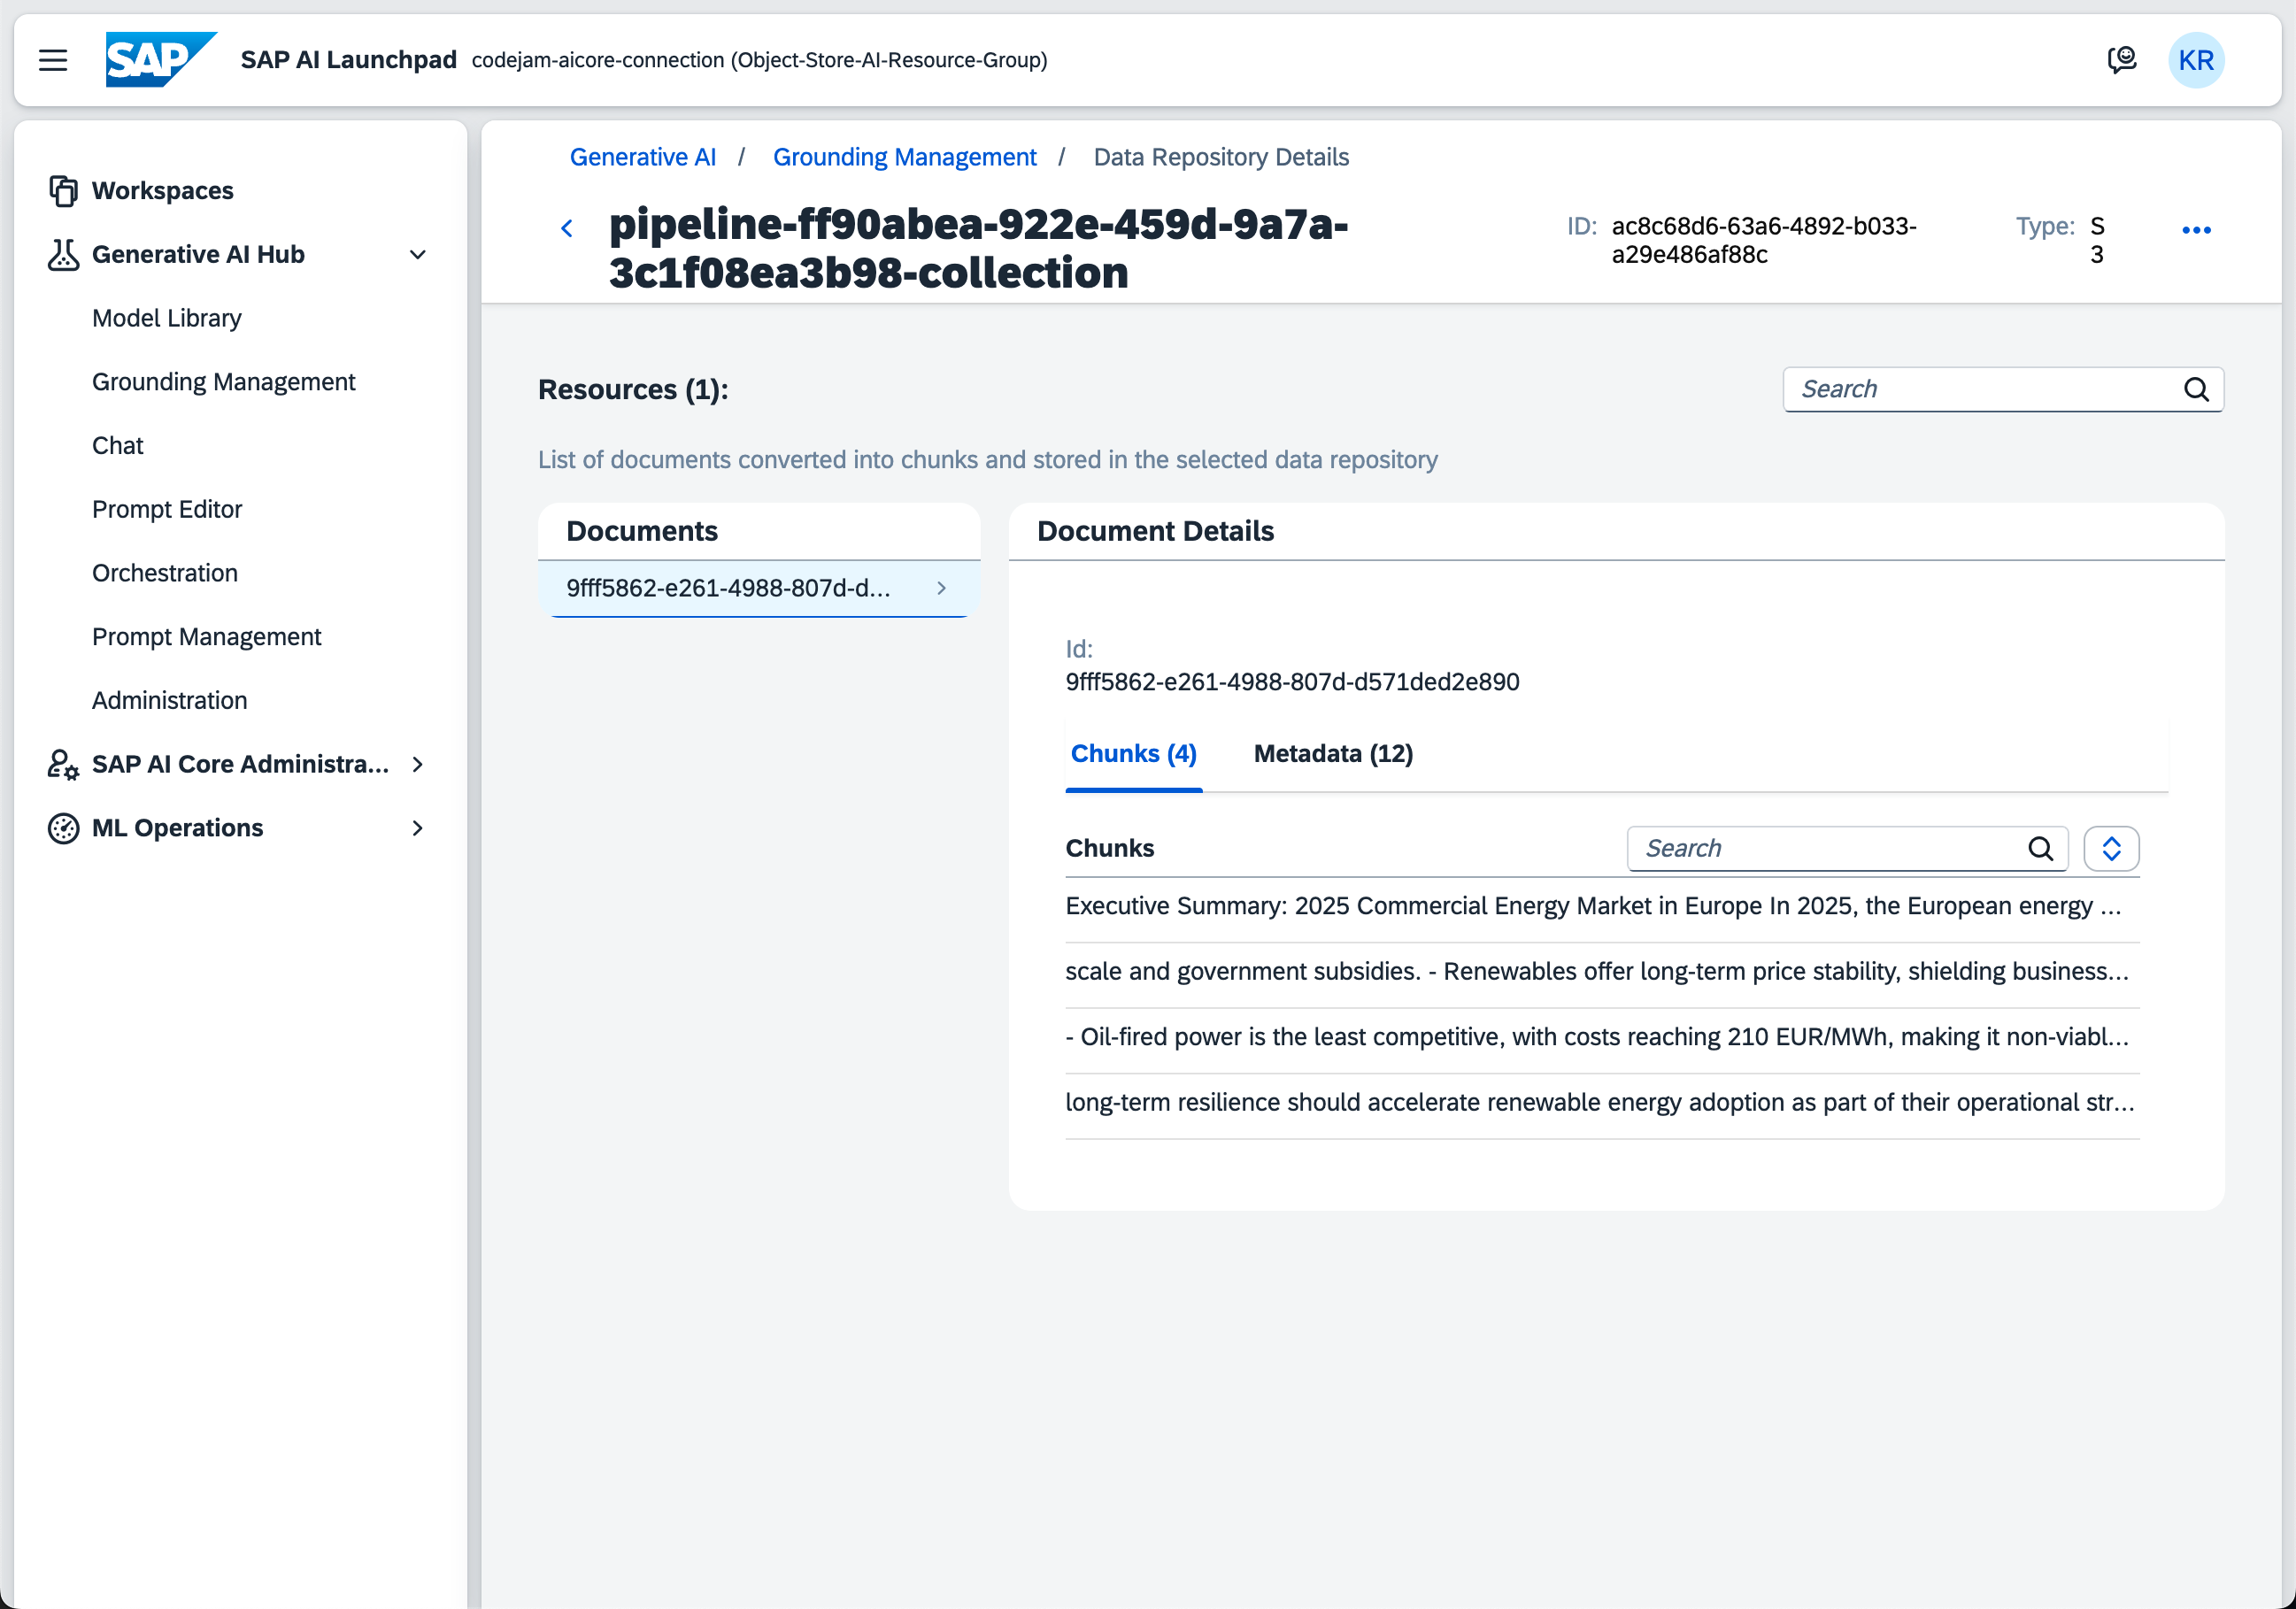 SAP
SAP AI Launchpad codejam-aicore-connection (Object-Store-AI-Resource-Group)
KR
Workspaces
Generative AI Hub
Model Library
Grounding Management
Chat
Prompt Editor
Orchestration
Prompt Management
Administration
SAP AI Core Administra...
ML Operations
Generative AI / Grounding Management / Data Repository Details
pipeline-ff90abea-922e-459d-9a7a-
3c1f08ea3b98-collection
ID: ac8c68d6-63a6-4892-b033-
a29e486af88c
Type: S
3
Resources (1):
Search
List of documents converted into chunks and stored in the selected data repository
Documents
9fff5862-e261-4988-807d-d...
Document Details
Id:
9fff5862-e261-4988-807d-d571ded2e890
Chunks (4) Metadata (12)
Chunks
Search
Executive Summary: 2025 Commercial Energy Market in Europe In 2025, the European energy ...
scale and government subsidies. - Renewables offer long-term price stability, shielding business...
- Oil-fired power is the least competitive, with costs reaching 210 EUR/MWh, making it non-viabl...
long-term resilience should accelerate renewable energy adoption as part of their operational str...